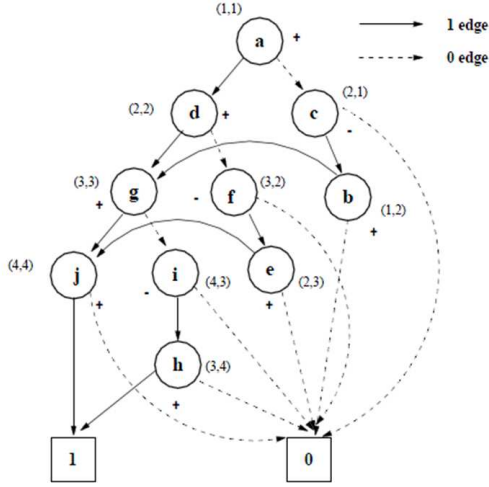 (1,1)
a +
1 edge
0 edge
(2,2) d +
c (2,1)
-
(3,3) g
+
- f (3,2)
b (1,2)
+
(4,4) j
+
i (4,3)
-
e (2,3)
+
h (3,4)
+
1
0